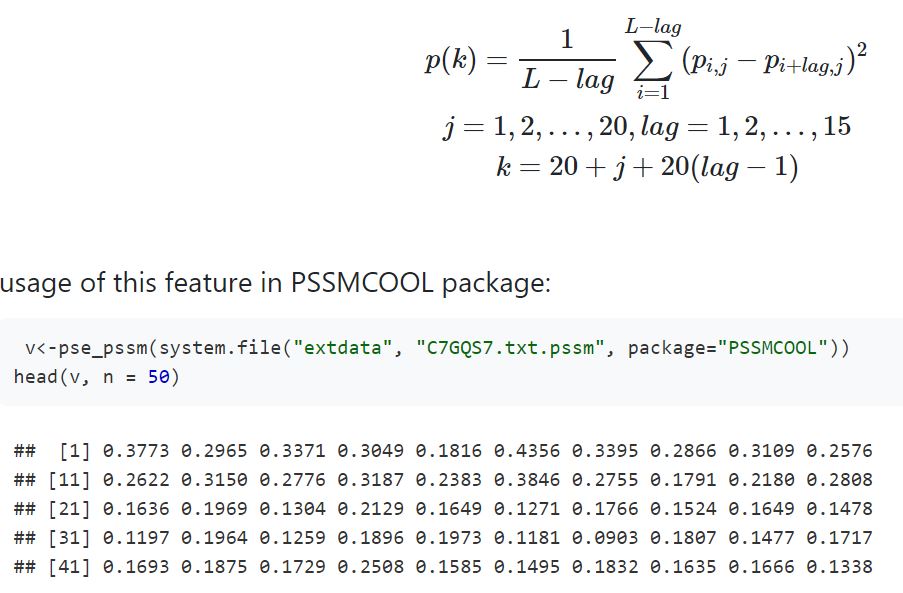 p(k) = \frac{1}{L - lag} \sum_{i=1}^{L-lag} (p_{i,j} - p_{i+lag,j})^2
j = 1, 2, …, 20, lag = 1, 2, …, 15
k = 20 + j + 20(lag − 1)
usage of this feature in PSSMCOOL package:
v<-pse_pssm(system.file("extdata", "C7GQS7.txt.pssm", package="PSSMCOOL"))
head(v, n = 50)
## [1] 0.3773 0.2965 0.3371 0.3049 0.1816 0.4356 0.3395 0.2866 0.3109 0.2576
## [11] 0.2622 0.3150 0.2776 0.3187 0.2383 0.3846 0.2755 0.1791 0.2180 0.2808
## [21] 0.1636 0.1969 0.1304 0.2129 0.1649 0.1271 0.1766 0.1524 0.1649 0.1478
## [31] 0.1197 0.1964 0.1259 0.1896 0.1973 0.1181 0.0903 0.1807 0.1477 0.1717
## [41] 0.1693 0.1875 0.1729 0.2508 0.1585 0.1495 0.1832 0.1635 0.1666 0.1338